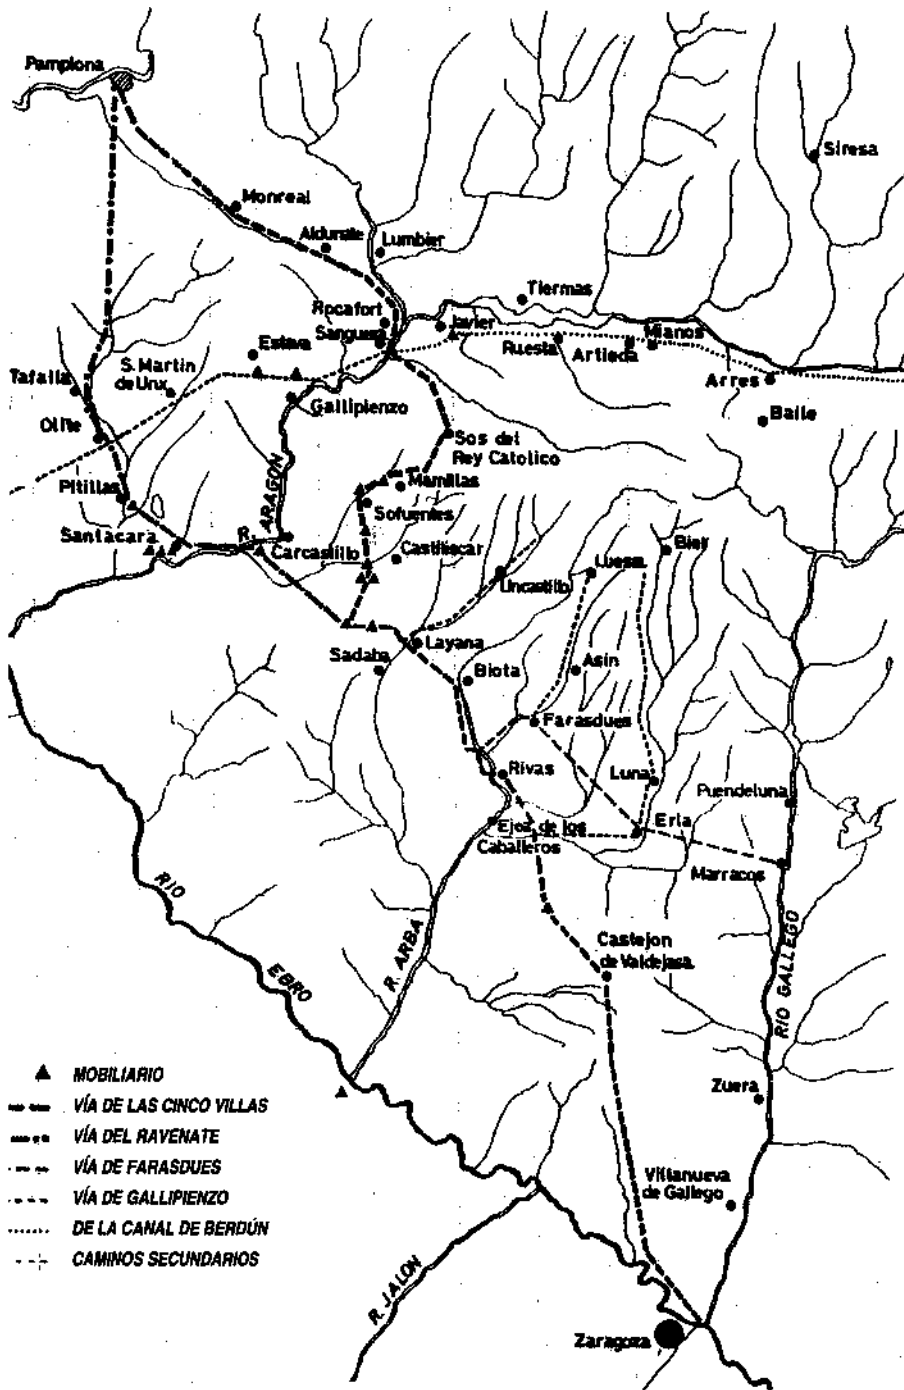 Pamplona
Siresa
Monreal
Aldunate
Lumbier
Tiermas
Rocafort
Javier
Sanguesa
Mianos
Esteva
Ruesta
Artieda
S. Martin
de Unx
Tafalla
Arres
Gallipienzo
Baile
Olite
Sos del
Rey Catolico
R. ARAGON
Mamillas
Pitillas
Sofuentes
Santacara
Carcastillo
Castiliscar
Biel
Luesia
Uncastillo
Layana
Sadaba
Biota
Asin
Farasdues
Rivas
Luna
Puendeluna
Ejea de los
Caballeros
Erla
Marracos
RIO
EBRO
R. ARBA
Castejon
de Valdejasa
RIO GALLEGO
Zuera
Villanueva
de Gallego
R. JALON
Zaragoza
MOBILIARIO
VÍA DE LAS CINCO VILLAS
VÍA DEL RAVENATE
VÍA DE FARASDUES
VÍA DE GALLIPIENZO
DE LA CANAL DE BERDÚN
CAMINOS SECUNDARIOS